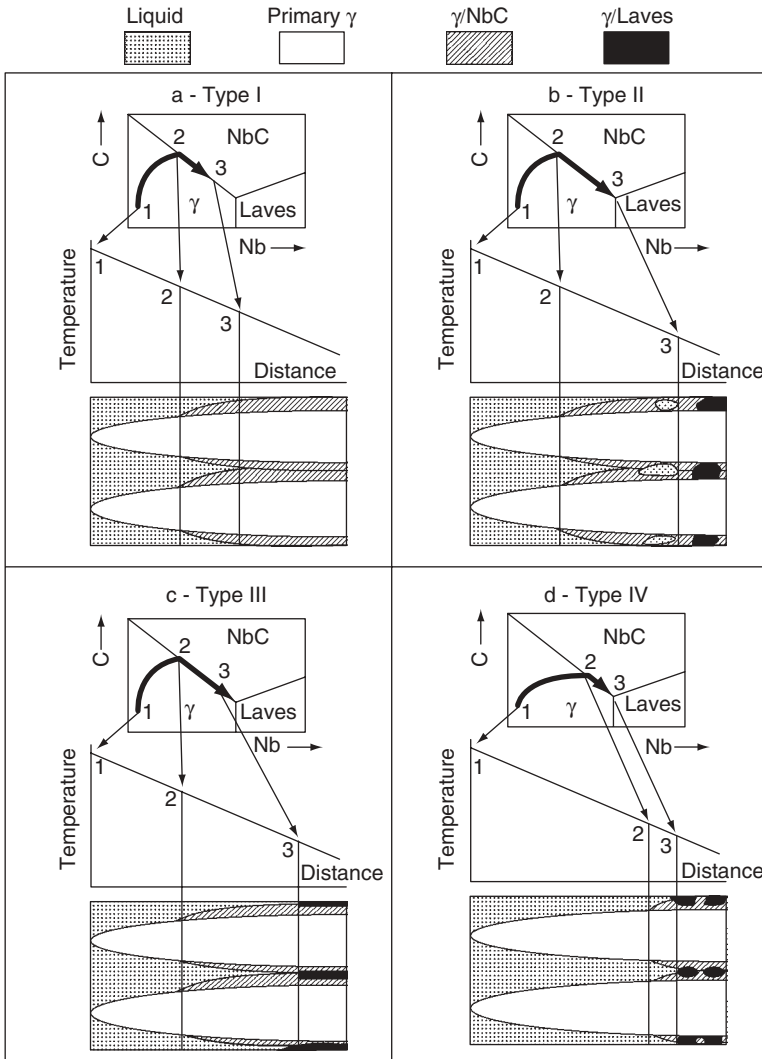 Liquid Primary γ γ/NbC γ/Laves
a - Type I
C
2
NbC
3
1
γ
Laves
Nb
Temperature
1
2
3
Distance
b - Type II
C
2
NbC
3
1
γ
Laves
Nb
Temperature
1
2
3
Distance
c - Type III
C
2
NbC
3
1
γ
Laves
Nb
Temperature
1
2
3
Distance
d - Type IV
C
NbC
2
3
1
γ
Laves
Nb
Temperature
1
2
3
Distance